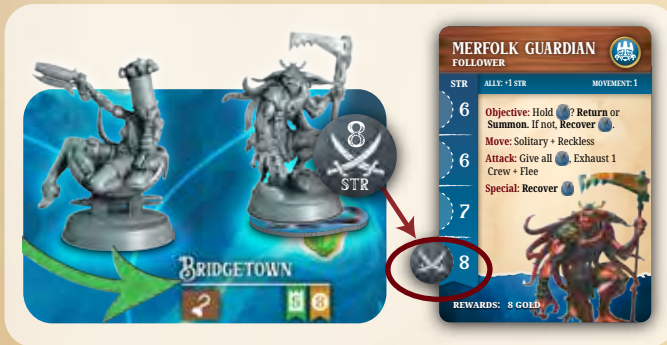 8
STR
BRIDGETOWN
5 8
MERFOLK GUARDIAN
FOLLOWER
STR
ALLY: +1 STR MOVEMENT: 1
6
6
7
8
Objective: Hold ? Return or
Summon. If not, Recover .
Move: Solitary + Reckless
Attack: Give all , Exhaust 1
Crew + Flee
Special: Recover
REWARDS: 8 GOLD